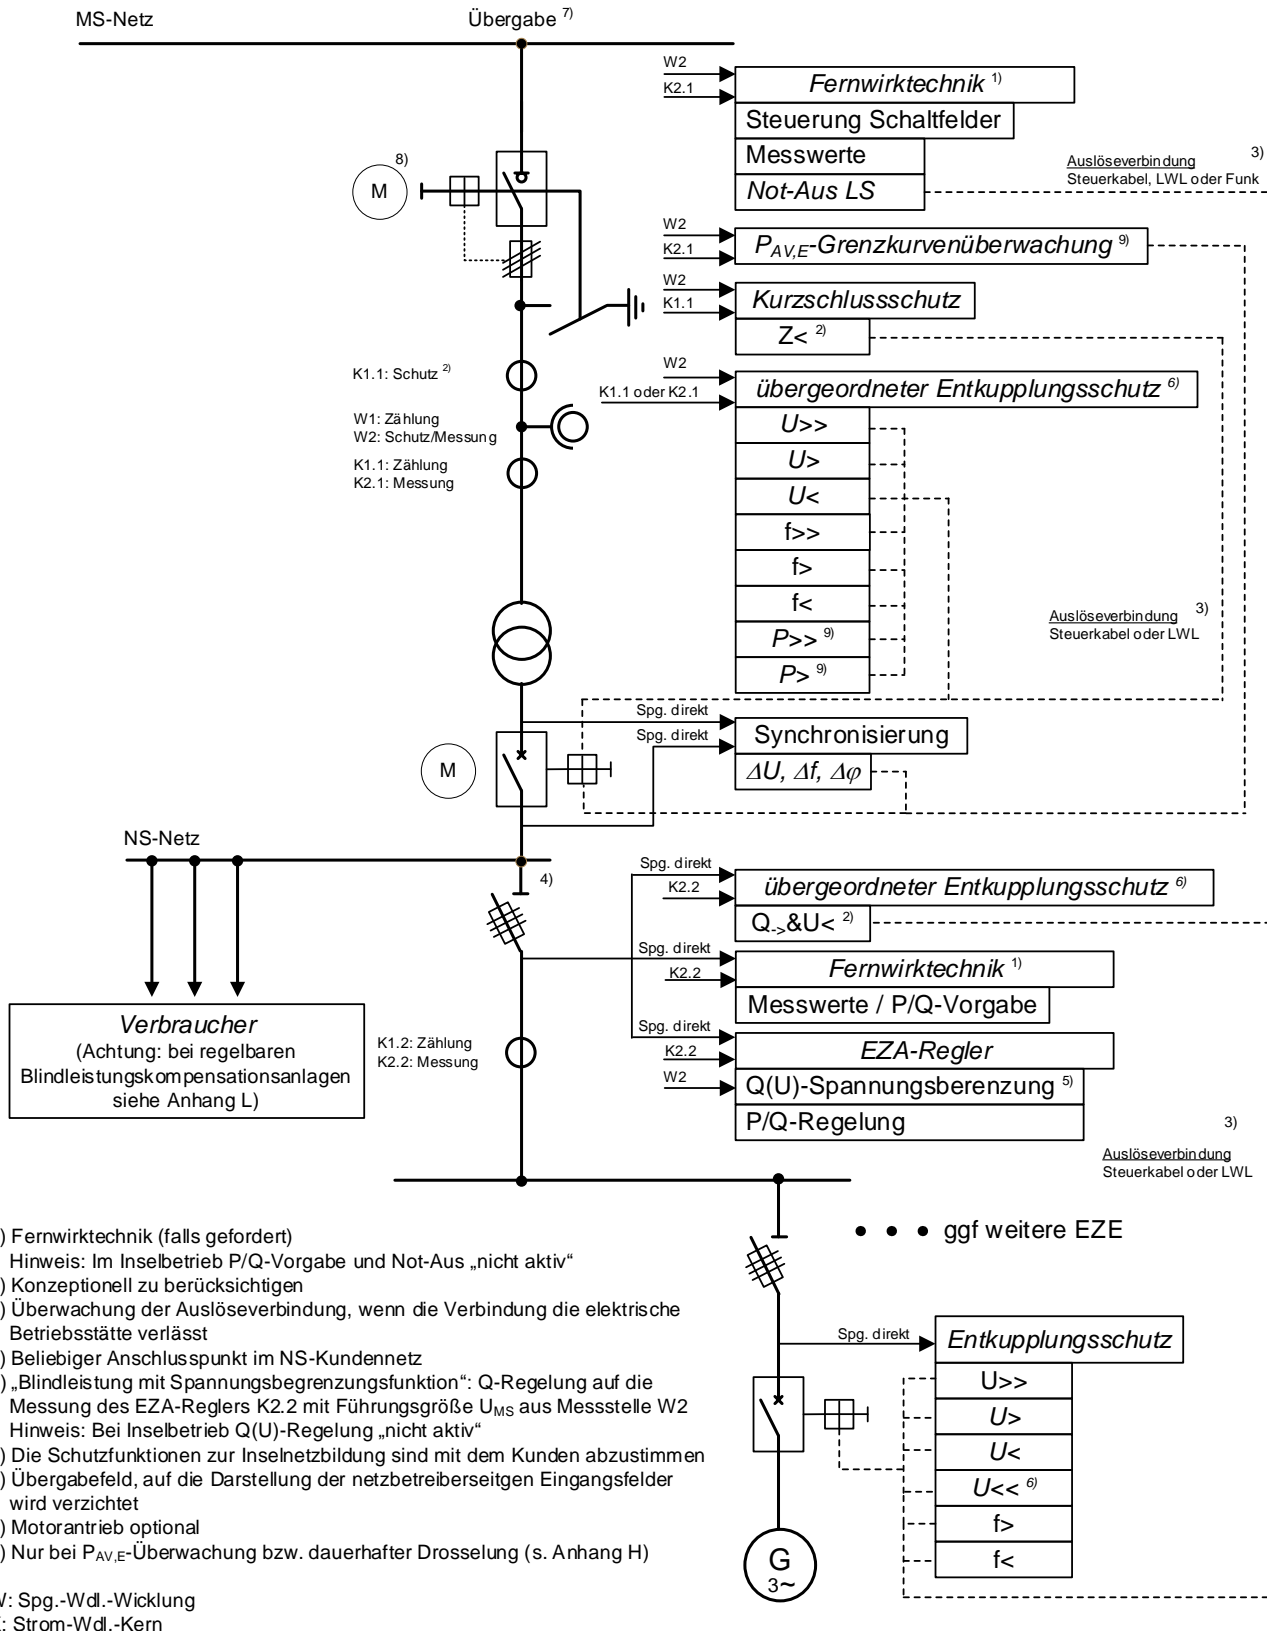 MS-Netz
Übergabe 7)
W2
K2.1
Fernwirktechnik 1)
Steuerung Schaltfelder
Messwerte
Not-Aus LS
Auslöseverbindung 3)
Steuerkabel, LWL oder Funk
8)
M
W2
K2.1
PAV,E-Grenzkurvenüberwachung 9)
W2
K1.1
Kurzschlussschutz
Z< 2)
K1.1: Schutz 2)
W1: Zählung
W2: Schutz/Messung
K1.1: Zählung
K2.1: Messung
W2
K1.1 oder K2.1
übergeordneter Entkupplungsschutz 6)
U>>
U>
U<
f>>
f>
f<
P>> 9)
P> 9)
Auslöseverbindung 3)
Steuerkabel oder LWL
Spg. direkt
Spg. direkt
Synchronisierung
ΔU, Δf, Δφ
M
NS-Netz
4)
Spg. direkt
K2.2
übergeordneter Entkupplungsschutz 6)
Q->&U< 2)
Spg. direkt
K2.2
Fernwirktechnik 1)
Messwerte / P/Q-Vorgabe
Spg. direkt
K2.2
W2
EZA-Regler
Q(U)-Spannungsberenzung 5)
P/Q-Regelung
Verbraucher
(Achtung: bei regelbaren
Blindleistungskompensationsanlagen
siehe Anhang L)
K1.2: Zählung
K2.2: Messung
3)
Auslöseverbindung
Steuerkabel oder LWL
) Fernwirktechnik (falls gefordert)
Hinweis: Im Inselbetrieb P/Q-Vorgabe und Not-Aus „nicht aktiv“
) Konzeptionell zu berücksichtigen
) Überwachung der Auslöseverbindung, wenn die Verbindung die elektrische
Betriebsstätte verlässt
) Beliebiger Anschlusspunkt im NS-Kundennetz
) „Blindleistung mit Spannungsbegrenzungsfunktion“: Q-Regelung auf die
Messung des EZA-Reglers K2.2 mit Führungsgröße UMS aus Messstelle W2
Hinweis: Bei Inselbetrieb Q(U)-Regelung „nicht aktiv“
) Die Schutzfunktionen zur Inselnetzbildung sind mit dem Kunden abzustimmen
) Übergabefeld, auf die Darstellung der netzbetreiberseitgen Eingangsfelder
wird verzichtet
) Motorantrieb optional
) Nur bei PAV,E-Überwachung bzw. dauerhafter Drosselung (s. Anhang H)
W: Spg.-Wdl.-Wicklung
K: Strom-Wdl.-Kern
• • • ggf weitere EZE
Spg. direkt
Entkupplungsschutz
U>>
U>
U<
U<< 6)
f>
f<
G
3~